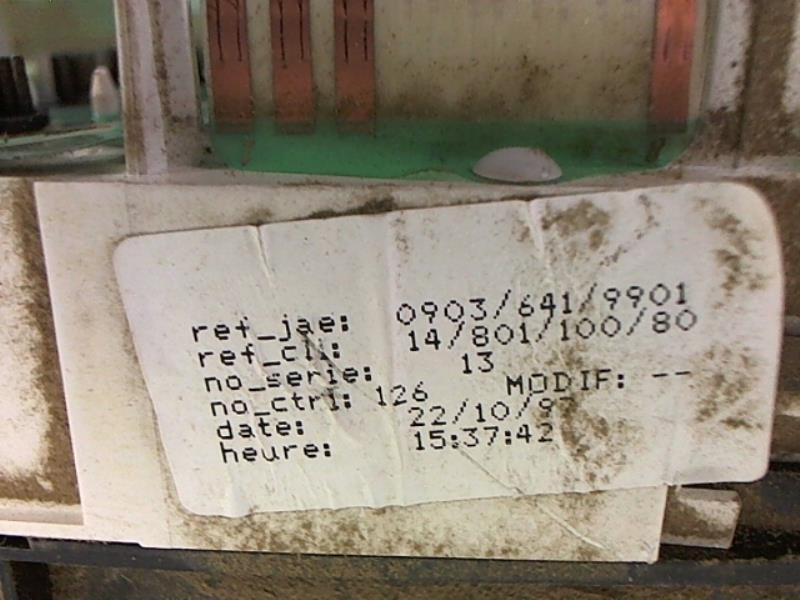 ref_jae: 0903/641/9901
ref_cli: 14/801/100/80
no_serie: 13
no_ctrl: 126 MODIF: --
date: 22/10/9
heure: 15:37:42